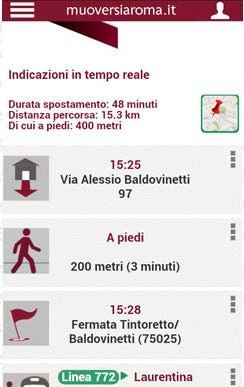 muoversiaroma.it
Indicazioni in tempo reale
Durata spostamento: 48 minuti
Distanza percorsa: 15.3 km
Di cui a piedi: 400 metri
15:25
Via Alessio Baldovinetti
97
A piedi
200 metri (3 minuti)
15:28
Fermata Tintoretto/
Baldovinetti (75025)
Linea 772 Laurentina